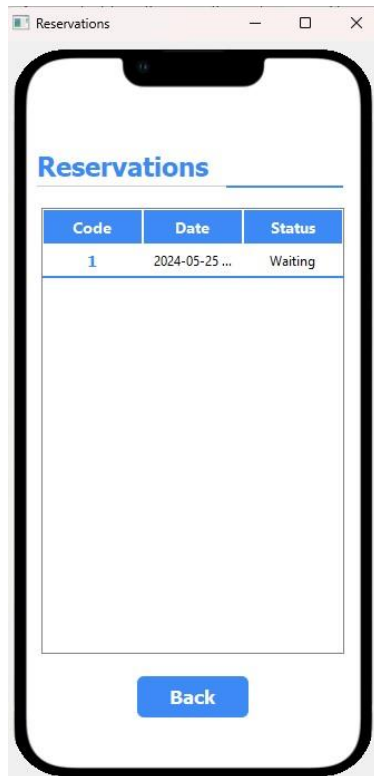 Reservations
Reservations
Code Date Status
1 2024-05-25 ... Waiting
Back